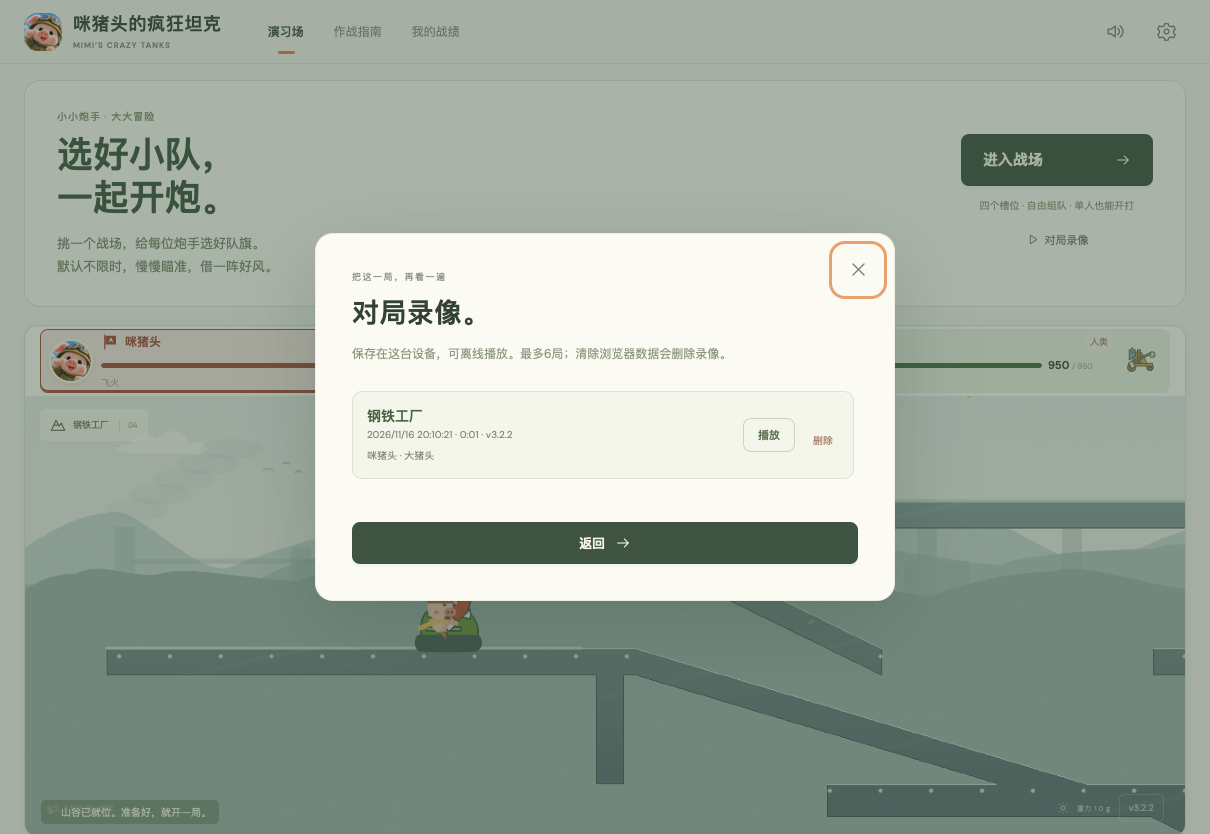 咪猪头的疯狂坦克
MIMI'S CRAZY TANKS
演习场
作战指南
我的战绩
小小炮手 · 大大冒险
选好小队，
一起开炮。
挑一个战场，给每位炮手选好队旗。
默认不限时，慢慢瞄准，借一阵好风。
进入战场
四个槽位 · 自由组队 · 单人也能开打
对局录像
咪猪头
飞火
人类
950 / 950
钢铁工厂
04
把这一局，再看一遍
对局录像。
保存在这台设备，可离线播放。最多6局；清除浏览器数据会删除录像。
钢铁工厂
2026/11/16 20:10:21 · 0:01 · v3.2.2
咪猪头 · 大猪头
播放
删除
返回
山谷已就位。准备好，就开一局。
重力 1.0 g
v3.2.2